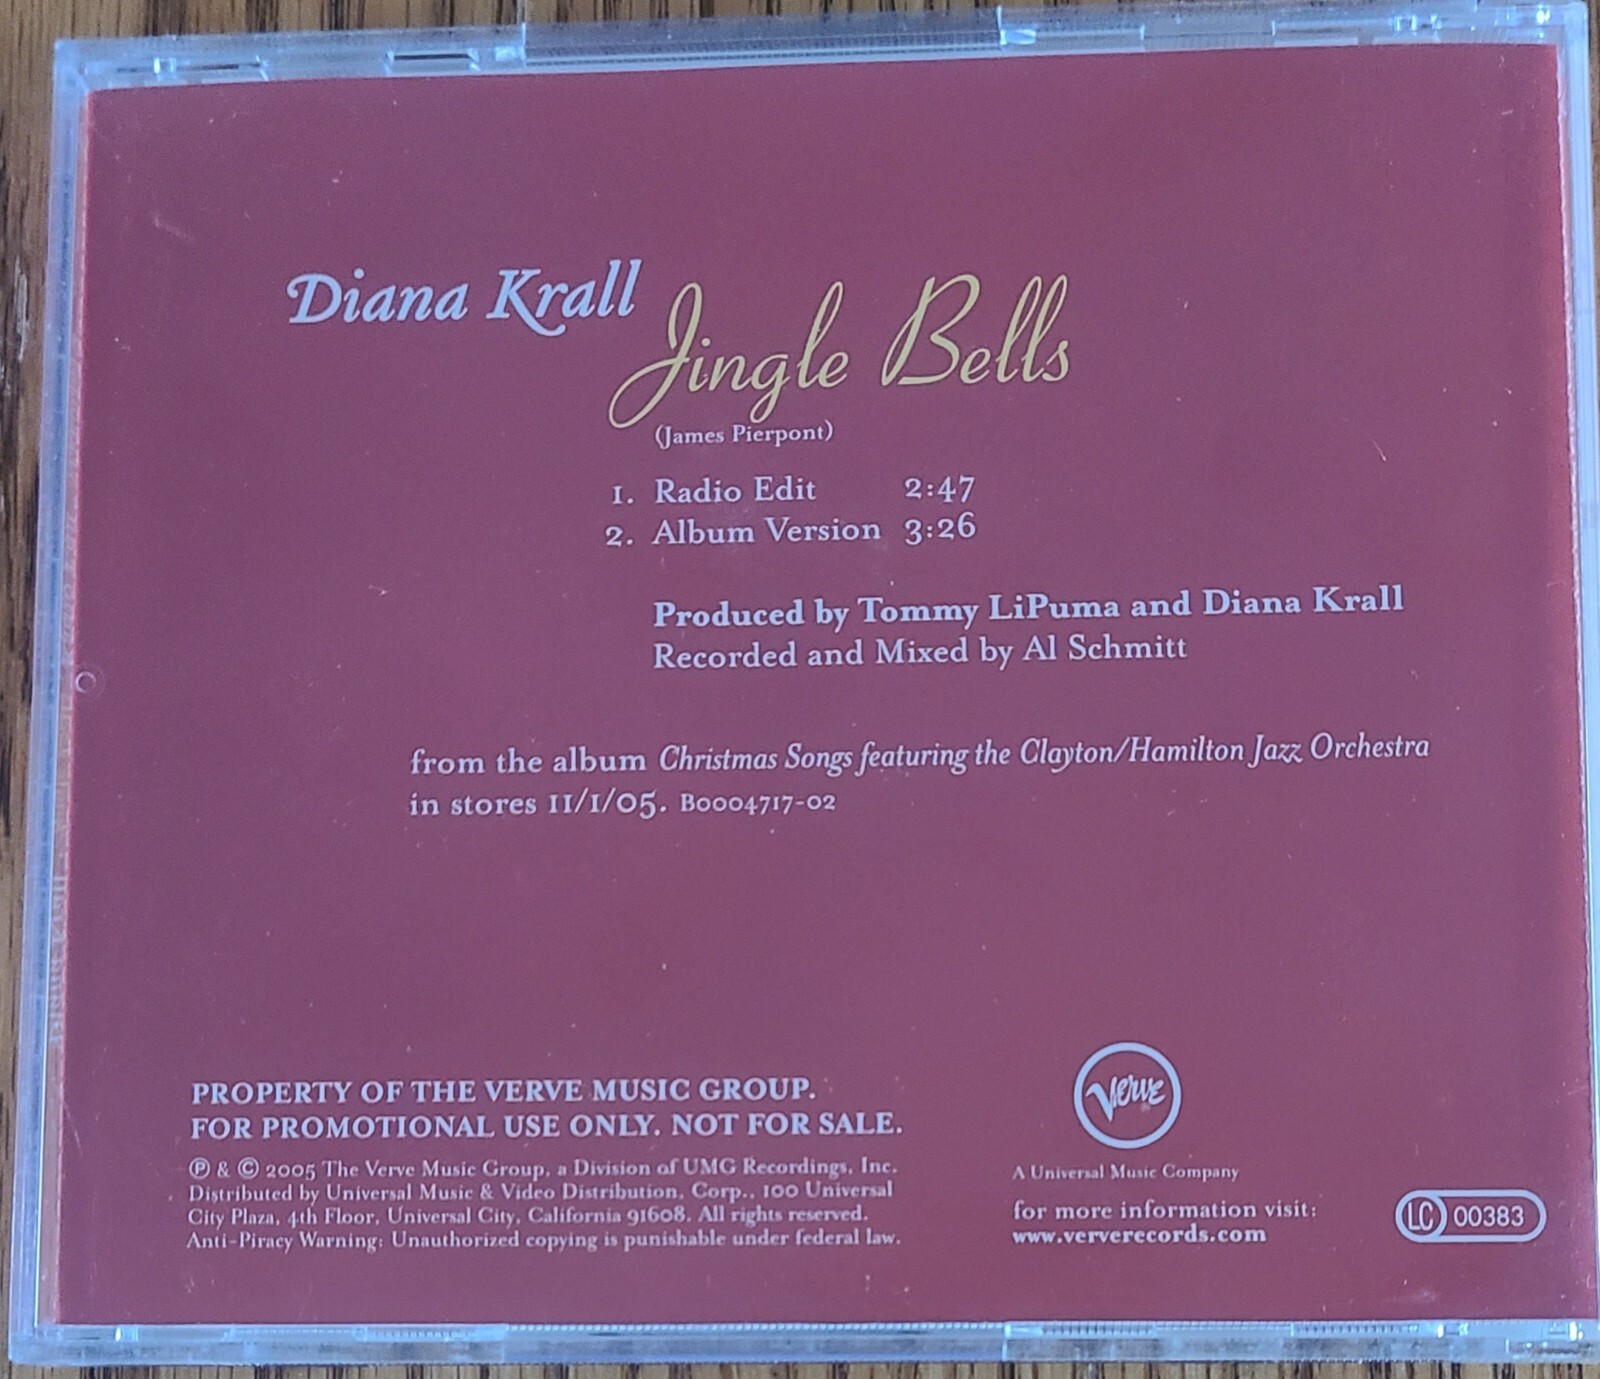 Diana Krall
Jingle Bells
(James Pierpont)
1. Radio Edit 2:47
2. Album Version 3:26
Produced by Tommy LiPuma and Diana Krall
Recorded and Mixed by Al Schmitt
from the album Christmas Songs featuring the Clayton/Hamilton Jazz Orchestra
in stores 11/1/05. B0004717-02
PROPERTY OF THE VERVE MUSIC GROUP.
FOR PROMOTIONAL USE ONLY. NOT FOR SALE.
℗ & © 2005 The Verve Music Group, a Division of UMG Recordings, Inc.
Distributed by Universal Music & Video Distribution, Corp., 100 Universal
City Plaza, 4th Floor, Universal City, California 91608. All rights reserved.
Anti-Piracy Warning: Unauthorized copying is punishable under federal law.
Verve
A Universal Music Company
for more information visit:
www.ververecords.com
LC 00383